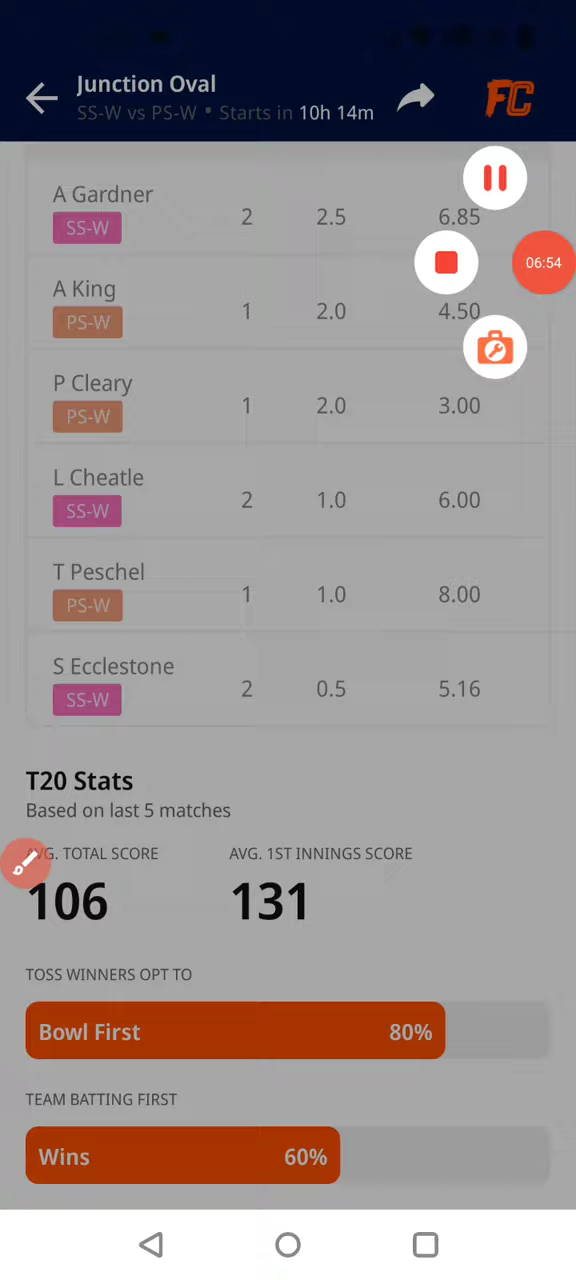 Junction Oval
SS-W vs PS-W • Starts in 10h 14m
FC
A Gardner
SS-W
2 2.5 6.85
06:54
A King
PS-W
1 2.0 4.50
P Cleary
PS-W
1 2.0 3.00
L Cheatle
SS-W
2 1.0 6.00
T Peschel
PS-W
1 1.0 8.00
S Ecclestone
SS-W
2 0.5 5.16
T20 Stats
Based on last 5 matches
AVG. TOTAL SCORE AVG. 1ST INNINGS SCORE
106 131
TOSS WINNERS OPT TO
Bowl First 80%
TEAM BATTING FIRST
Wins 60%